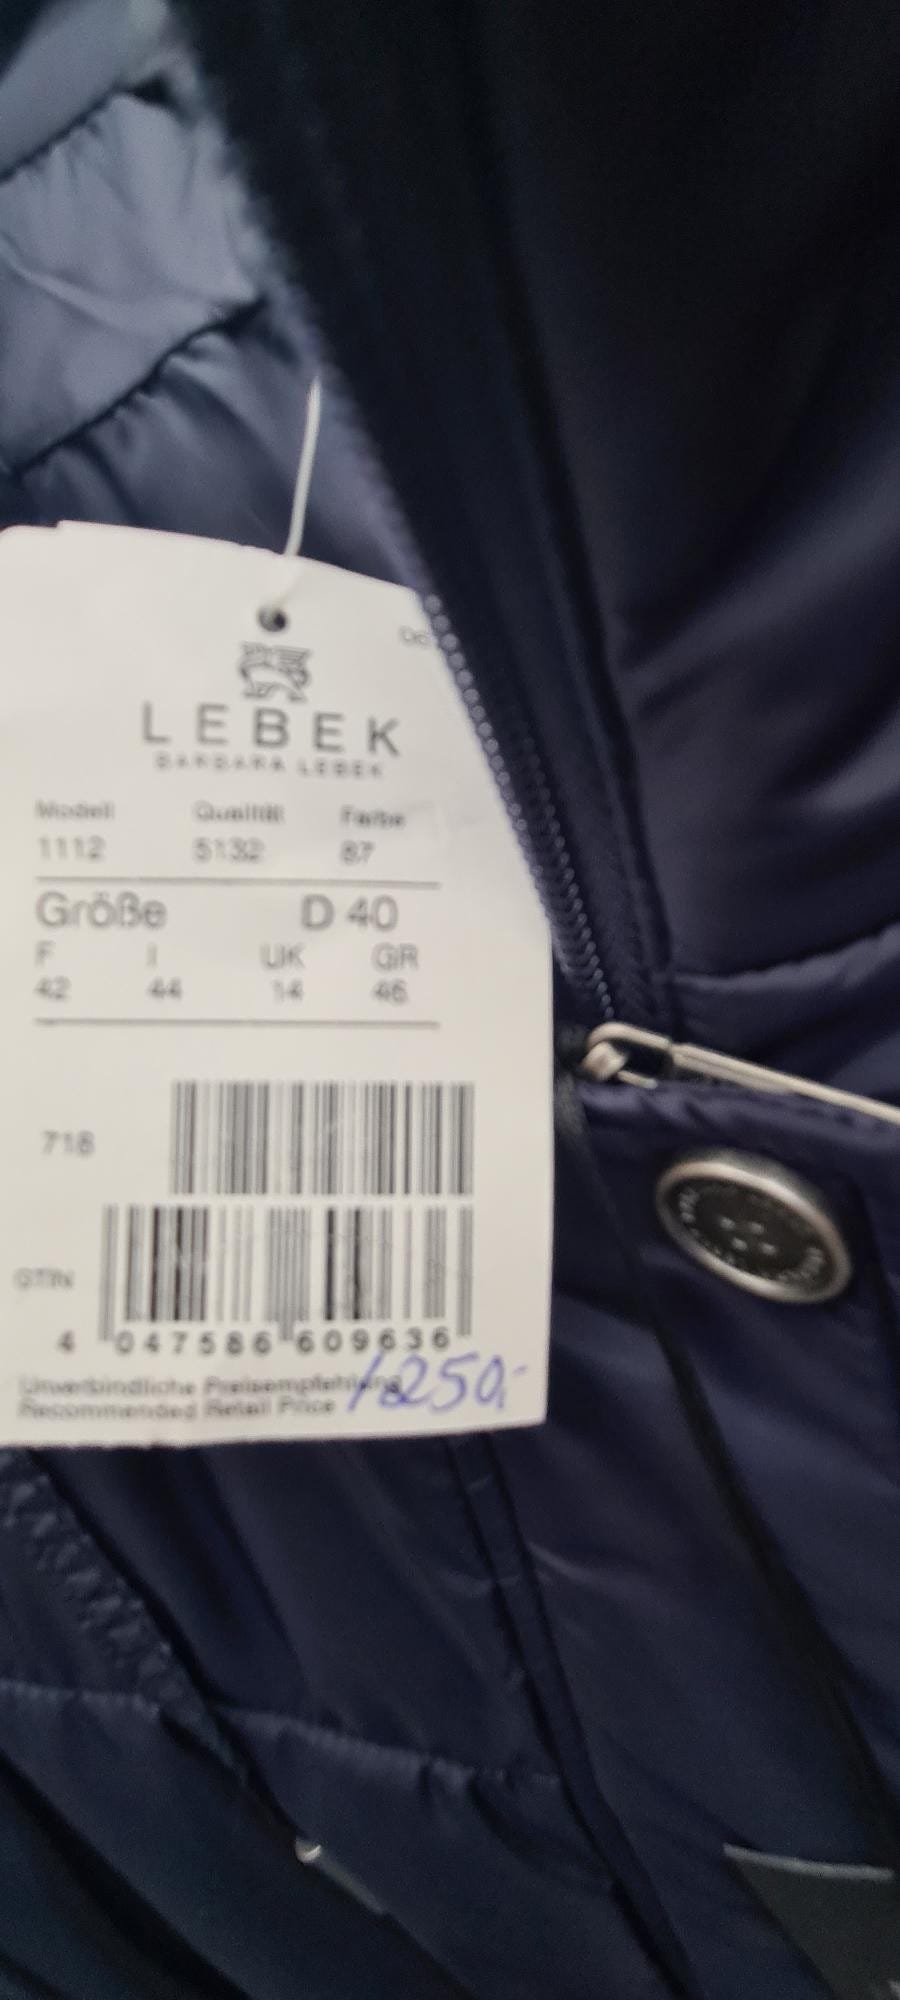 LEBEK
BARBARA LEBEK
Modell Qualität Farbe
1112 5132 87
Größe D 40
F I UK GR
42 44 14 46
718
GTIN
4 047586 609636
Unverbindliche Preisempfehlung
Recommended Retail Price 1250,-